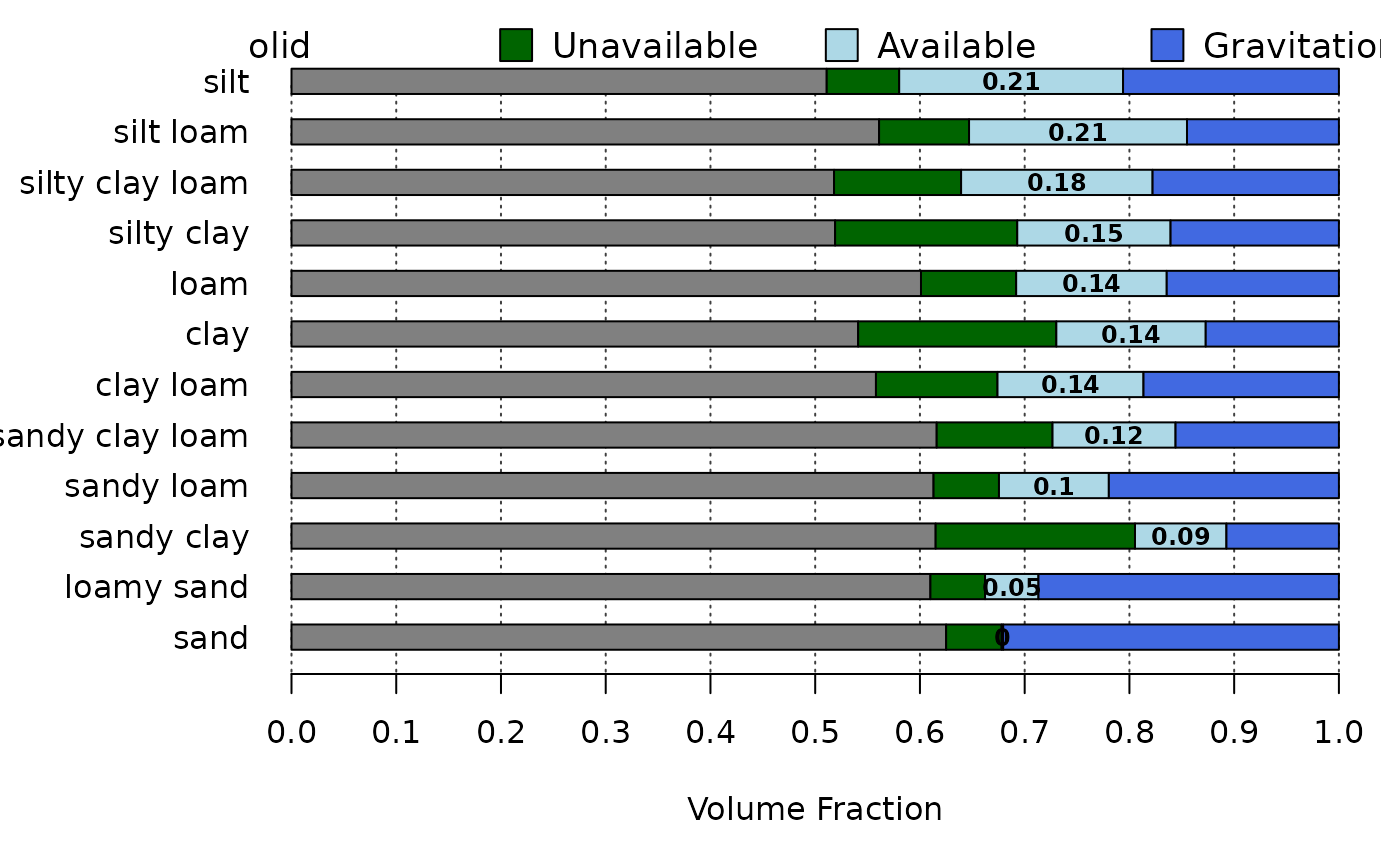 olid Unavailable Available Gravitatio
silt 0.21
silt loam 0.21
silty clay loam 0.18
silty clay 0.15
loam 0.14
clay 0.14
clay loam 0.14
sandy clay loam 0.12
sandy loam 0.1
sandy clay 0.09
loamy sand 0.05
sand 0
0.0 0.1 0.2 0.3 0.4 0.5 0.6 0.7 0.8 0.9 1.0
Volume Fraction